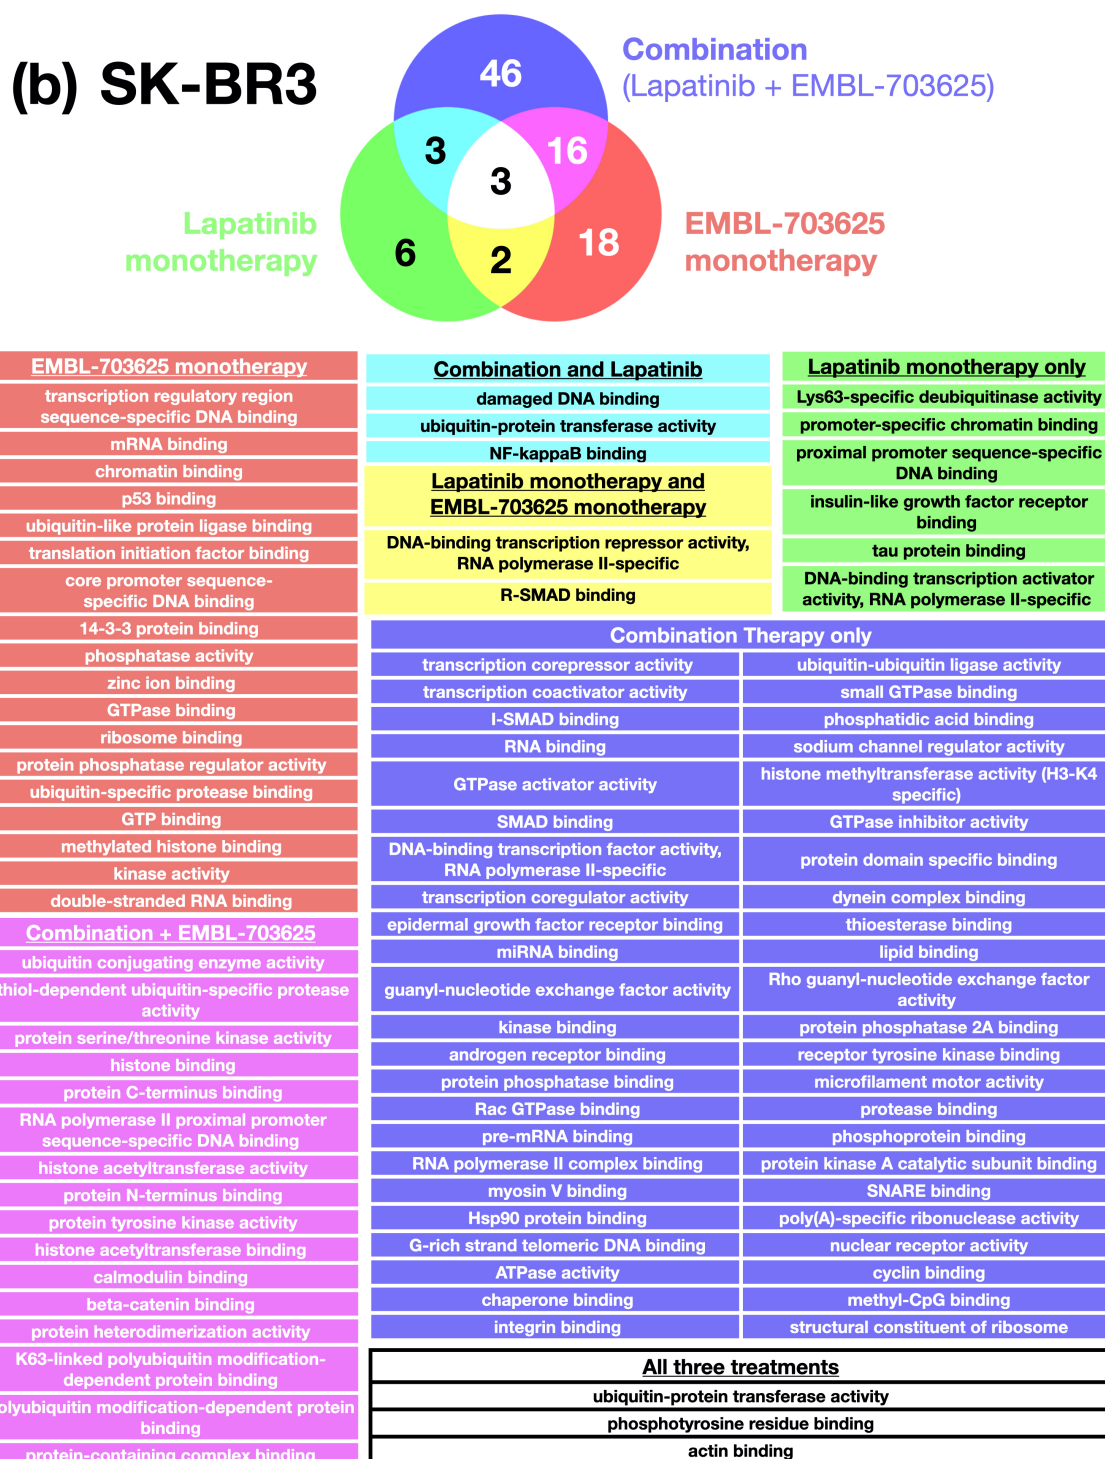 (b) SK-BR3
46
Combination
(Lapatinib + EMBL-703625)
3
16
3
Lapatinib
monotherapy
6
2
18
EMBL-703625
monotherapy
EMBL-703625 monotherapy
transcription regulatory region
sequence-specific DNA binding
mRNA binding
chromatin binding
p53 binding
ubiquitin-like protein ligase binding
translation initiation factor binding
core promoter sequence-
specific DNA binding
14-3-3 protein binding
phosphatase activity
zinc ion binding
GTPase binding
ribosome binding
protein phosphatase regulator activity
ubiquitin-specific protease binding
GTP binding
methylated histone binding
kinase activity
double-stranded RNA binding
Combination + EMBL-703625
ubiquitin conjugating enzyme activity
thiol-dependent ubiquitin-specific protease
activity
protein serine/threonine kinase activity
histone binding
protein C-terminus binding
RNA polymerase II proximal promoter
sequence-specific DNA binding
histone acetyltransferase activity
protein N-terminus binding
protein tyrosine kinase activity
histone acetyltransferase binding
calmodulin binding
beta-catenin binding
protein heterodimerization activity
K63-linked polyubiquitin modification-
dependent protein binding
olyubiquitin modification-dependent protein
binding
protein-containing complex binding
Combination and Lapatinib
damaged DNA binding
ubiquitin-protein transferase activity
NF-kappaB binding
Lapatinib monotherapy and
EMBL-703625 monotherapy
DNA-binding transcription repressor activity,
RNA polymerase II-specific
R-SMAD binding
Lapatinib monotherapy only
Lys63-specific deubiquitinase activity
promoter-specific chromatin binding
proximal promoter sequence-specific
DNA binding
insulin-like growth factor receptor
binding
tau protein binding
DNA-binding transcription activator
activity, RNA polymerase II-specific
Combination Therapy only
transcription corepressor activity
transcription coactivator activity
I-SMAD binding
RNA binding
GTPase activator activity
SMAD binding
DNA-binding transcription factor activity,
RNA polymerase II-specific
transcription coregulator activity
epidermal growth factor receptor binding
miRNA binding
guanyl-nucleotide exchange factor activity
kinase binding
androgen receptor binding
protein phosphatase binding
Rac GTPase binding
pre-mRNA binding
RNA polymerase II complex binding
myosin V binding
Hsp90 protein binding
G-rich strand telomeric DNA binding
ATPase activity
chaperone binding
integrin binding
ubiquitin-ubiquitin ligase activity
small GTPase binding
phosphatidic acid binding
sodium channel regulator activity
histone methyltransferase activity (H3-K4
specific)
GTPase inhibitor activity
protein domain specific binding
dynein complex binding
thioesterase binding
lipid binding
Rho guanyl-nucleotide exchange factor
activity
protein phosphatase 2A binding
receptor tyrosine kinase binding
microfilament motor activity
protease binding
phosphoprotein binding
protein kinase A catalytic subunit binding
SNARE binding
poly(A)-specific ribonuclease activity
nuclear receptor activity
cyclin binding
methyl-CpG binding
structural constituent of ribosome
All three treatments
ubiquitin-protein transferase activity
phosphotyrosine residue binding
actin binding